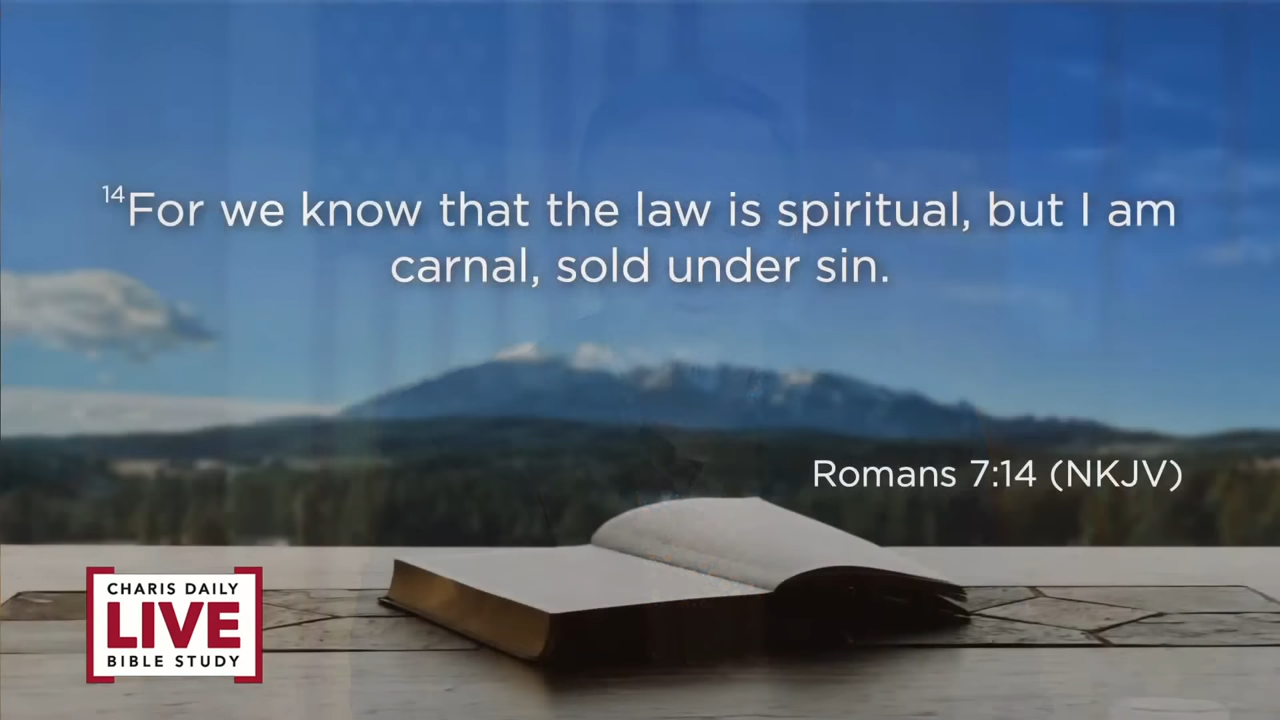 14For we know that the law is spiritual, but I am
carnal, sold under sin.
Romans 7:14 (NKJV)
CHARIS DAILY
LIVE
BIBLE STUDY